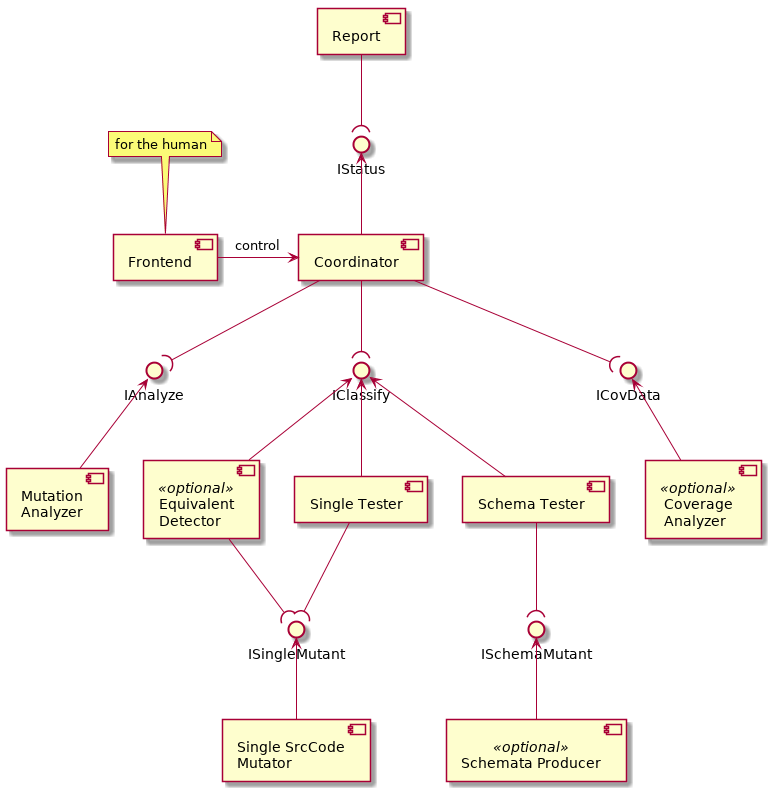 Report
for the human
IStatus
Frontend
control
Coordinator
IAnalyze
IClassify
ICovData
Mutation
Analyzer
«optional»
Equivalent
Detector
Single Tester
Schema Tester
«optional»
Coverage
Analyzer
ISingleMutant
ISchemaMutant
Single SrcCode
Mutator
«optional»
Schemata Producer